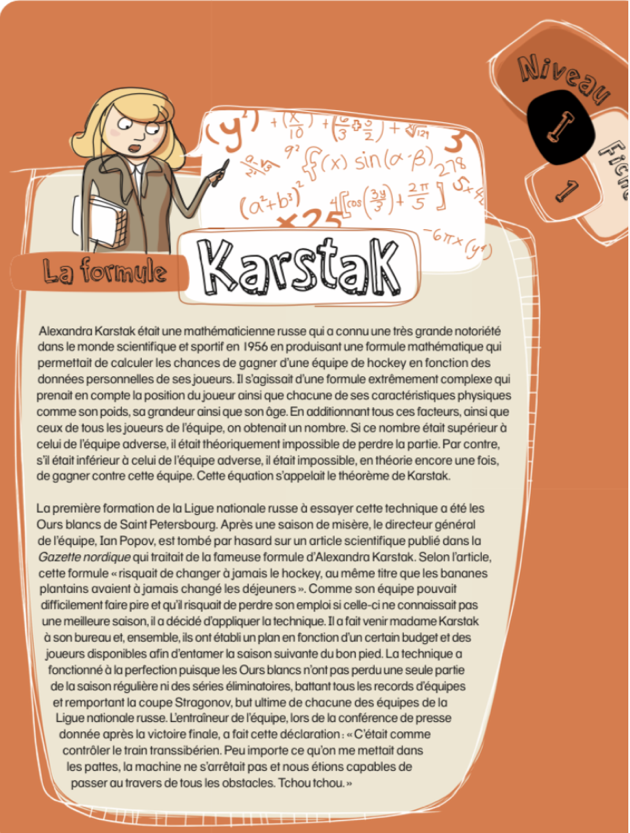 Niveau
I
Fiche
1
(a²+b²)²
×25
278
La formule
Karstak
Alexandra Karstak était une mathématicienne russe qui a connu une très grande notoriété
dans le monde scientifique et sportif en 1956 en produisant une formule mathématique qui
permettait de calculer les chances de gagner d'une équipe de hockey en fonction des
données personnelles de ses joueurs. Il s'agissait d'une formule extrêmement complexe qui
prenait en compte la position du joueur ainsi que chacune de ses caractéristiques physiques
comme son poids, sa grandeur ainsi que son âge. En additionnant tous ces facteurs, ainsi que
ceux de tous les joueurs de l'équipe, on obtenait un nombre. Si ce nombre était supérieur à
celui de l'équipe adverse, il était théoriquement impossible de perdre la partie. Par contre,
s'il était inférieur à celui de l'équipe adverse, il était impossible, en théorie encore une fois,
de gagner contre cette équipe. Cette équation s'appelait le théorème de Karstak.
La première formation de la Ligue nationale russe à essayer cette technique a été les
Ours blancs de Saint Petersbourg. Après une saison de misère, le directeur général
de l'équipe, Ian Popov, est tombé par hasard sur un article scientifique publié dans la
Gazette nordique qui traitait de la fameuse formule d'Alexandra Karstak. Selon l'article,
cette formule « risquait de changer à jamais le hockey, au même titre que les bananes
plantains avaient à jamais changé les déjeuners ». Comme son équipe pouvait
difficilement faire pire et qu'il risquait de perdre son emploi si celle-ci ne connaissait pas
une meilleure saison, il a décidé d'appliquer la technique. Il a fait venir madame Karstak
à son bureau et, ensemble, ils ont établi un plan en fonction d'un certain budget et des
joueurs disponibles afin d'entamer la saison suivante du bon pied. La technique a
fonctionné à la perfection puisque les Ours blancs n'ont pas perdu une seule partie
de la saison régulière ni des séries éliminatoires, battant tous les records d'équipes
et remportant la coupe Stragonov, but ultime de chacune des équipes de la
Ligue nationale russe. L'entraîneur de l'équipe, lors de la conférence de presse
donnée après la victoire finale, a fait cette déclaration : « C'était comme
contrôler le train transsibérien. Peu importe ce qu'on me mettait dans
les pattes, la machine ne s'arrêtait pas et nous étions capables de
passer au travers de tous les obstacles. Tchou tchou. »